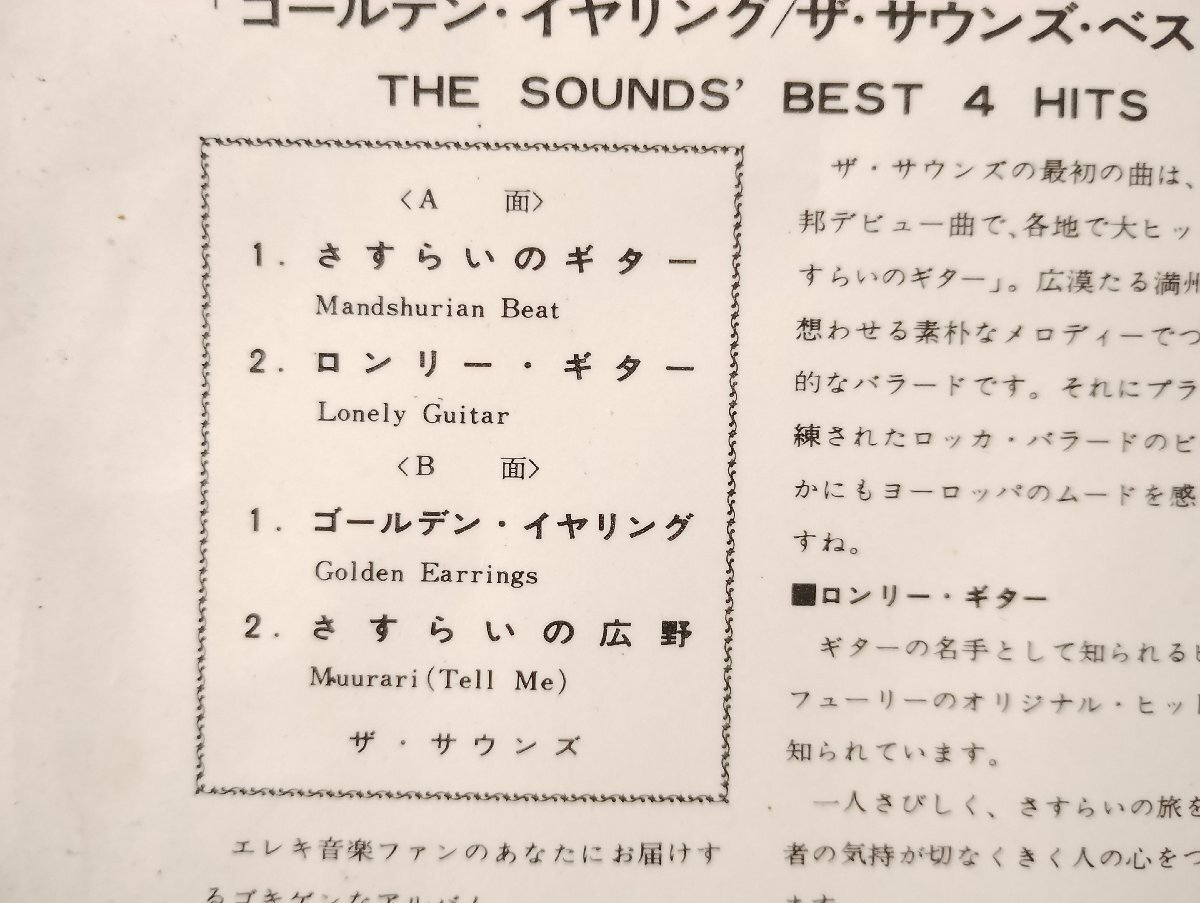 「ゴールデン・イヤリング/ザ・サウンズ・ベス
THE SOUNDS' BEST 4 HITS
〈A 面〉
1. さすらいのギター
Mandshurian Beat
2. ロンリー・ギター
Lonely Guitar
〈B 面〉
1. ゴールデン・イヤリング
Golden Earrings
2. さすらいの広野
Muurari(Tell Me)
ザ・サウンズ
エレキ音楽ファンのあなたにお届けす
るゴキゲンなアルバム
ザ・サウンズの最初の曲は、
邦デビュー曲で、各地で大ヒッ
すらいのギター」。広漠たる満州
想わせる素朴なメロディーでつ
的なバラードです。それにプラ
練されたロッカ・バラードのビ
かにもヨーロッパのムードを感
すね。
■ロンリー・ギター
ギターの名手として知られるビ
フューリーのオリジナル・ヒット
知られています。
一人さびしく、さすらいの旅を
者の気持が切なくきく人の心をつ
ます。